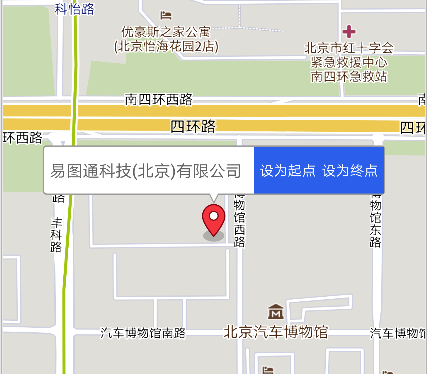 科怡路
优豪斯之家公寓
(北京怡海花园2店)
北京市红十字会
紧急救援中心
南四环急救站
南四环西路
四环路
四环
环西路
易图通科技(北京)有限公司
设为起点 设为终点
丰科路
博物馆西路
博物馆东路
汽车博物馆南路
北京汽车博物馆
汽车博物馆